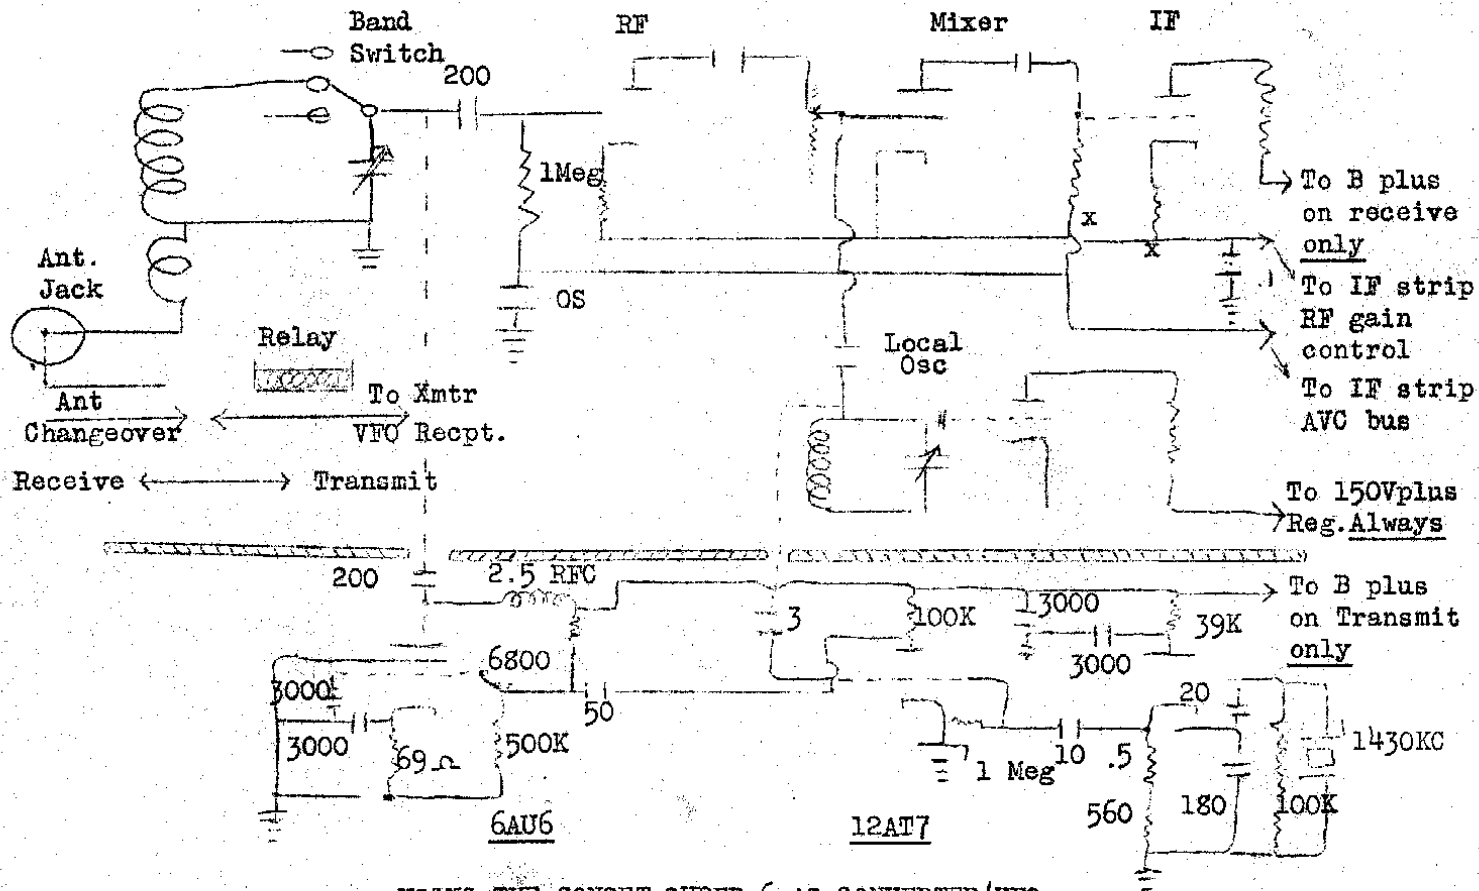 Band
Switch
RF
Mixer
IF
200
1Meg
To B plus
on receive
only
x
x
Ant.
Jack
OS
To IF strip
RF gain
control
Relay
Local
Osc
To IF strip
AVC bus
Ant
Changeover
To Xmtr
VFO Recpt.
Receive
Transmit
To 150Vplus
Reg.Always
200
2.5 RFC
3
100K
3000
39K
To B plus
on Transmit
only
6800
3000
3000
50
20
3000
69Ω
500K
1 Meg
10
.5
1430KC
560
180
100K
6AU6
12AT7